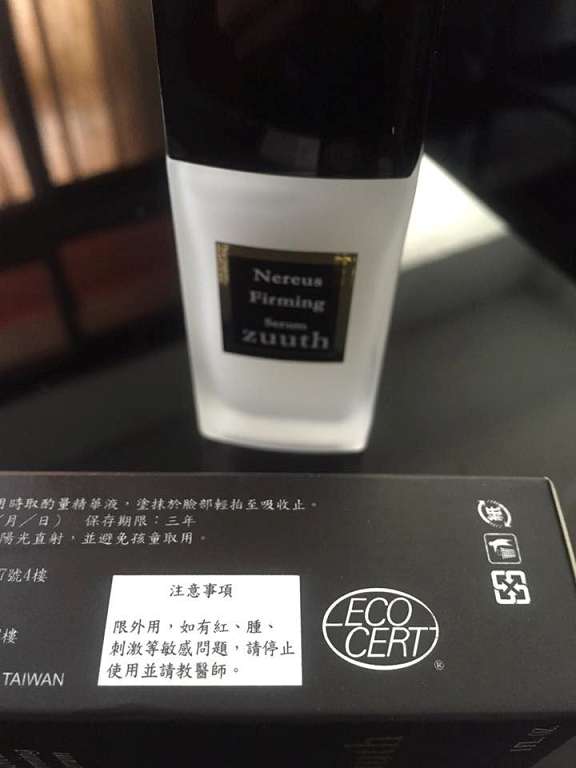 Nereus
Firming
Serum
zuuth
用時取酌量精華液，塗抹於臉部輕拍至吸收止。
／月／日） 保存期限：三年
陽光直射，並避免孩童取用。
7號4樓
樓
TAIWAN
注意事項
限外用，如有紅、腫、
刺激等敏感問題，請停止
使用並請教醫師。
ECO
CERT
®
紙